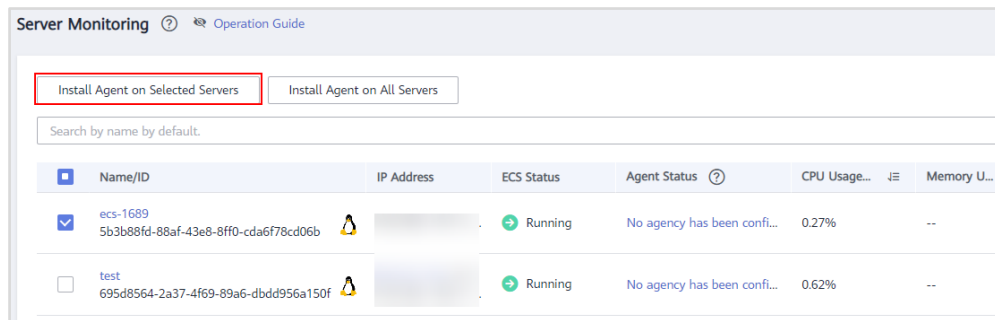 Server Monitoring ? Operation Guide
Install Agent on Selected Servers Install Agent on All Servers
Search by name by default.
Name/ID IP Address ECS Status Agent Status ? CPU Usage... Memory U...
ecs-1689
5b3b88fd-88af-43e8-8ff0-cda6f78cd06b . Running No agency has been confi... 0.27% --
test
695d8564-2a37-4f69-89a6-dbdd956a150f . Running No agency has been confi... 0.62% --